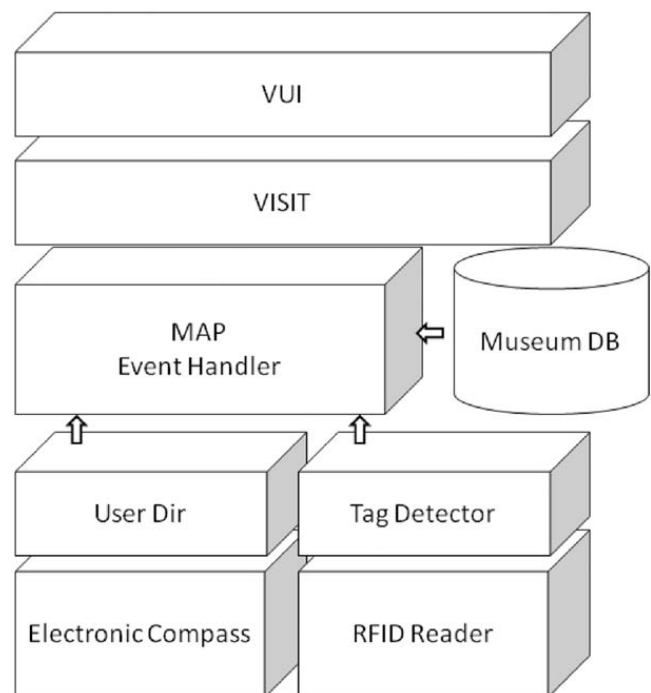 VUI
VISIT
MAP
Event Handler
Museum DB
User Dir
Tag Detector
Electronic Compass
RFID Reader